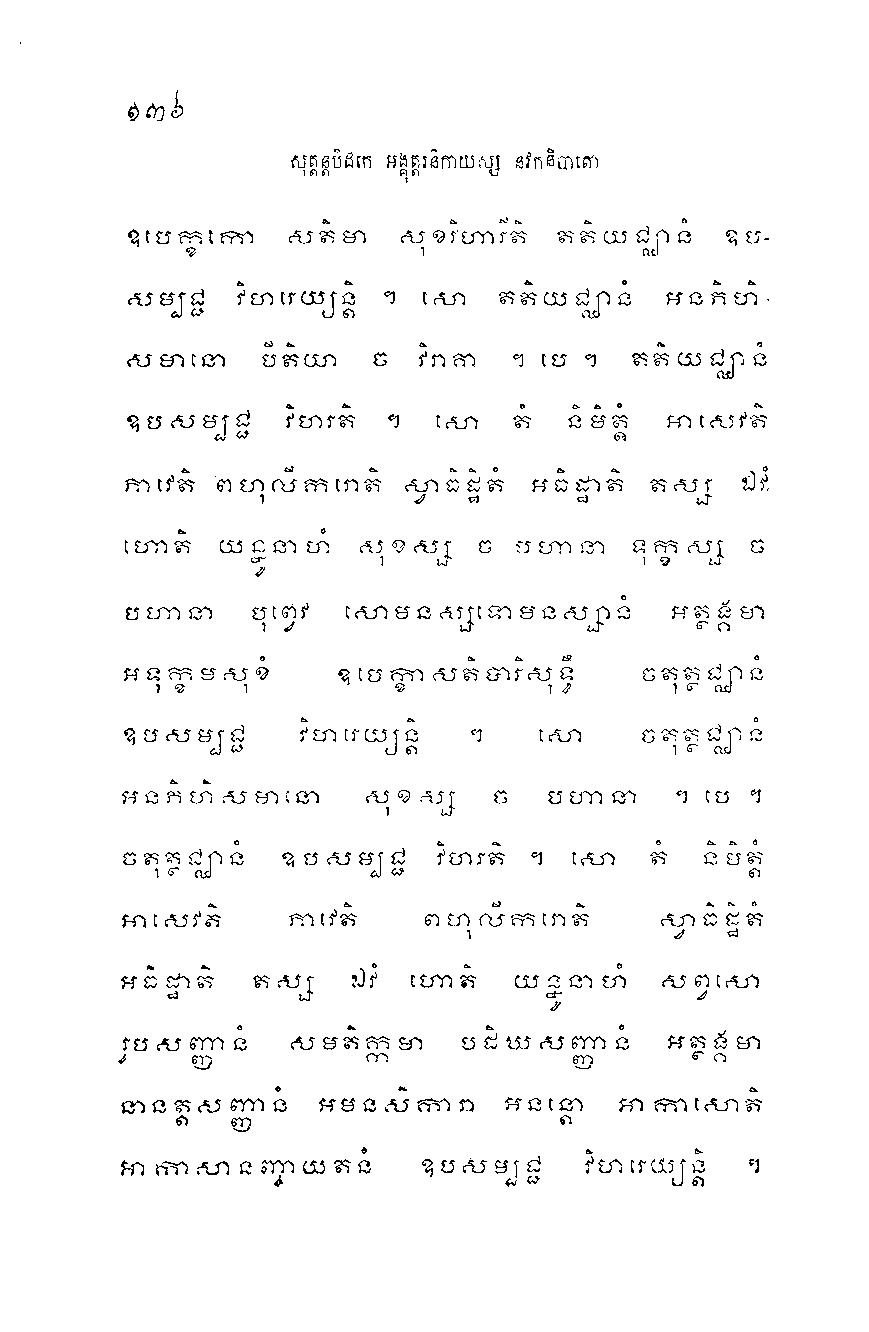 ១៣៦
សុត្តន្តបិដកេ អង្គុត្តរនិកាយស្ស នវកនិបាតោ
ឧបេក្ខកោ សតិមា សុខវិហារីតិ តតិយជ្ឈានំ ឧប-
សម្បជ្ជ វិហរេយ្យន្តិ ។ សោ តតិយជ្ឈានំ អនភិហិ-
សមានោ បីតិយា ច វិរាគា ។ បេ ។ តតិយជ្ឈានំ
ឧបសម្បជ្ជ វិហរតិ ។ សោ តំ និមិត្តំ អាសេវតិ
ភាវេតិ ពហុលីករោតិ ស្វាធិដ្ឋិតំ អធិដ្ឋាតិ តស្ស ឯវំ
ហោតិ យន្នូនាហំ សុខស្ស ច បហានា ទុក្ខស្ស ច
បហានា បុព្វេវ សោមនស្សទោមនស្សានំ អត្ថង្គមា
អទុក្ខមសុខំ ឧបេក្ខាសតិបារិសុទ្ធឹ ចតុត្ថជ្ឈានំ
ឧបសម្បជ្ជ វិហរេយ្យន្តិ ។ សោ ចតុត្ថជ្ឈានំ
អនភិហិសមានោ សុខស្ស ច បហានា ។ បេ ។
ចតុត្ថជ្ឈានំ ឧបសម្បជ្ជ វិហរតិ ។ សោ តំ និមិត្តំ
អាសេវតិ ភាវេតិ ពហុលីករោតិ ស្វាធិដ្ឋិតំ
អធិដ្ឋាតិ តស្ស ឯវំ ហោតិ យន្នូនាហំ សព្វសោ
រូបសញ្ញានំ សមតិក្កមា បដិឃសញ្ញានំ អត្ថង្គមា
នានត្តសញ្ញានំ អមនសិការា អនន្តោ អាកាសោតិ
អាកាសានញ្ចាយតនំ ឧបសម្បជ្ជ វិហរេយ្យន្តិ ។